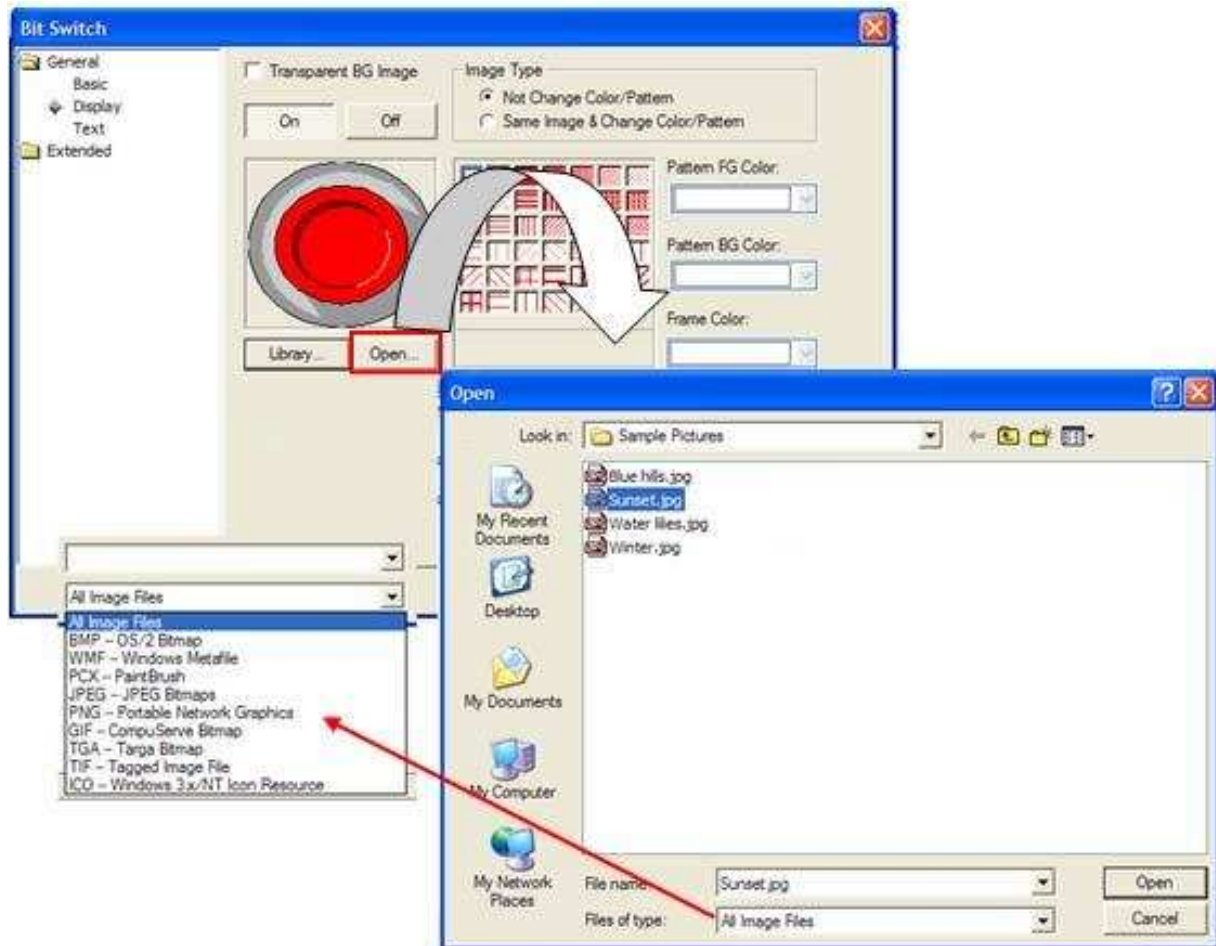 Bit Switch
General
Basic
Display
Text
Extended
Transparent BG Image
On
Off
Image Type
Not Change Color/Pattern
Same Image & Change Color/Pattern
Pattern FG Color:
Pattern BG Color:
Frame Color:
Library...
Open...
All Image Files
All Image Files
BMP – OS/2 Bitmap
WMF – Windows Metafile
PCX – PaintBrush
JPEG – JPEG Bitmaps
PNG – Portable Network Graphics
GIF – CompuServe Bitmap
TGA – Targa Bitmap
TIF – Tagged Image File
ICO – Windows 3.x/NT Icon Resource
Open
Look in:
Sample Pictures
My Recent
Documents
Desktop
My Documents
My Computer
My Network
Places
Blue hills.jpg
Sunset.jpg
Water lilies.jpg
Winter.jpg
File name
Sunset.jpg
Open
Files of type:
All Image Files
Cancel